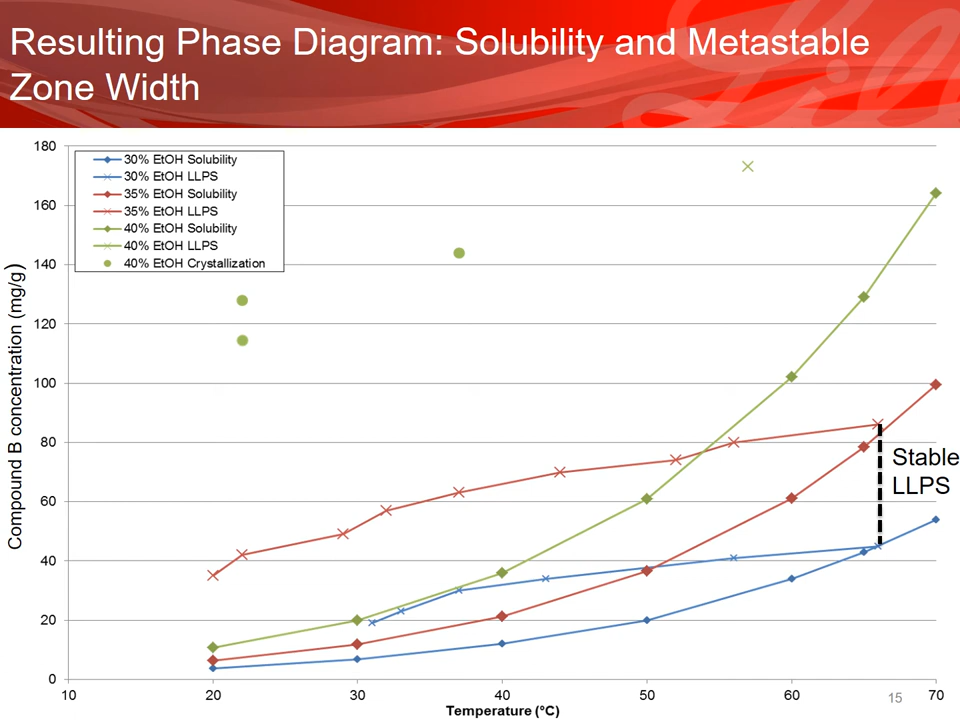 Resulting Phase Diagram: Solubility and Metastable
Zone Width
180
160
140
120
100
80
60
40
20
0
Compound B concentration (mg/g)
30% EtOH Solubility
30% EtOH LLPS
35% EtOH Solubility
35% EtOH LLPS
40% EtOH Solubility
40% EtOH LLPS
40% EtOH Crystallization
Stable
LLPS
10 20 30 40 50 60 70
15
Temperature (°C)